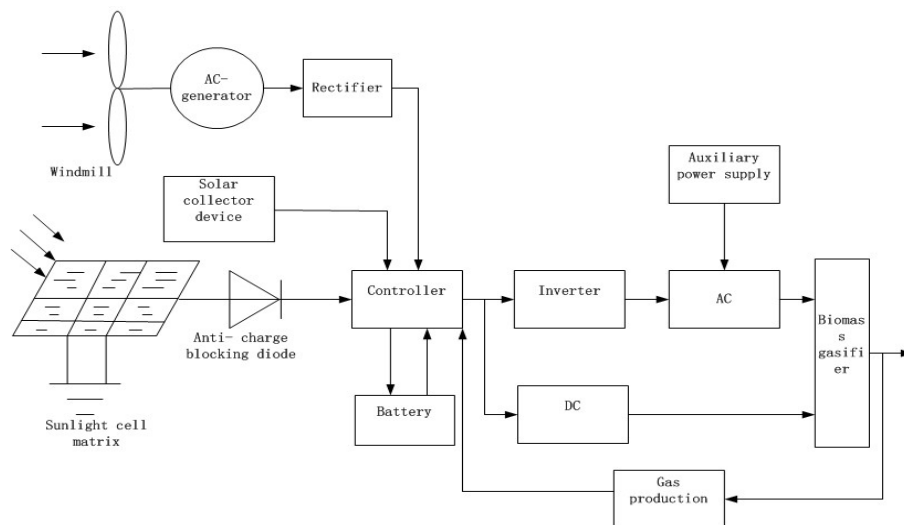 AC-
generator
Rectifier
Windmill
Auxiliary
power supply
Solar
collector
device
Controller
Inverter
AC
Biomas
s
gasifi
er
Anti- charge
blocking diode
Battery
DC
Sunlight cell
matrix
Gas
production